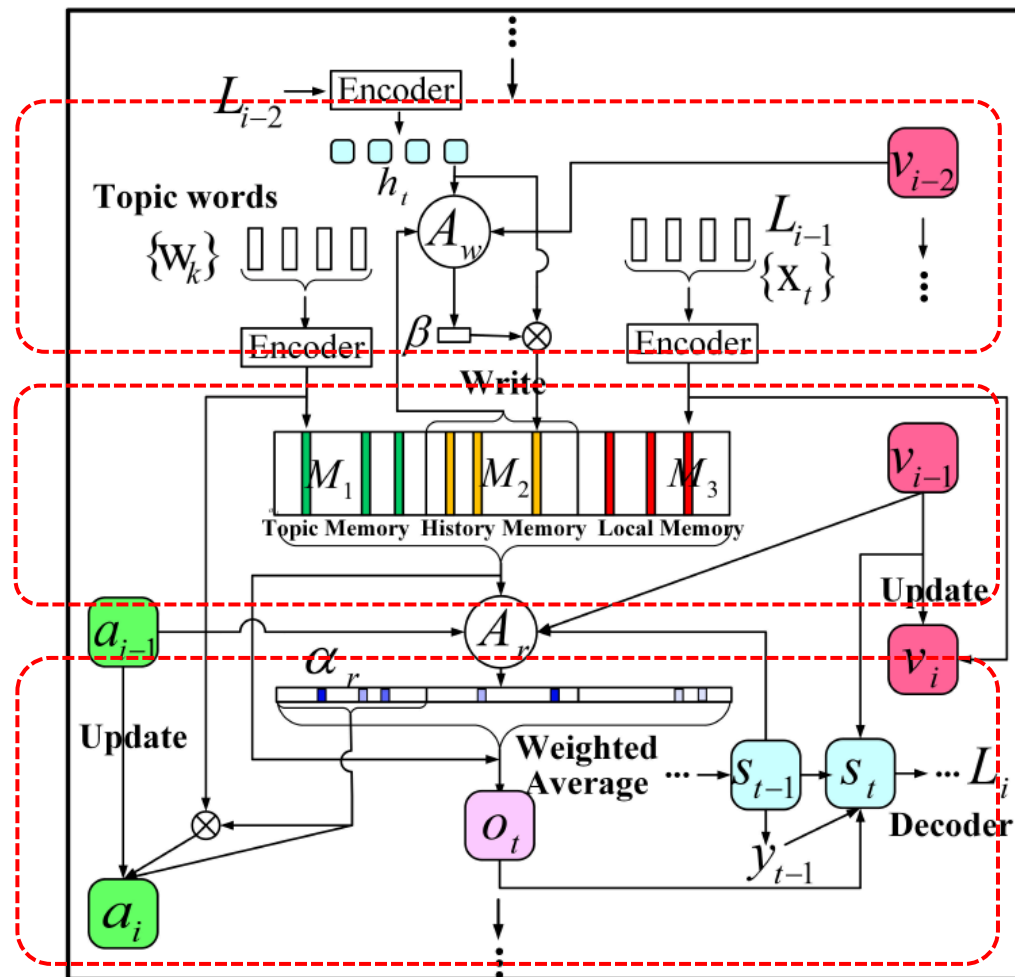 ⋮
L_{i-2} Encoder
h_t
v_{i-2}
Topic words
{w_k}
A_w
L_{i-1}
{x_t}
⋮
β
Encoder
Encoder
Write
M_1 M_2 M_3
Topic Memory History Memory Local Memory
v_{i-1}
Update
a_{i-1}
A_r
v_i
α_r
Update
Weighted
Average
... s_{t-1} s_t ... L_i
Decoder
o_t
y_{t-1}
a_i
⋮